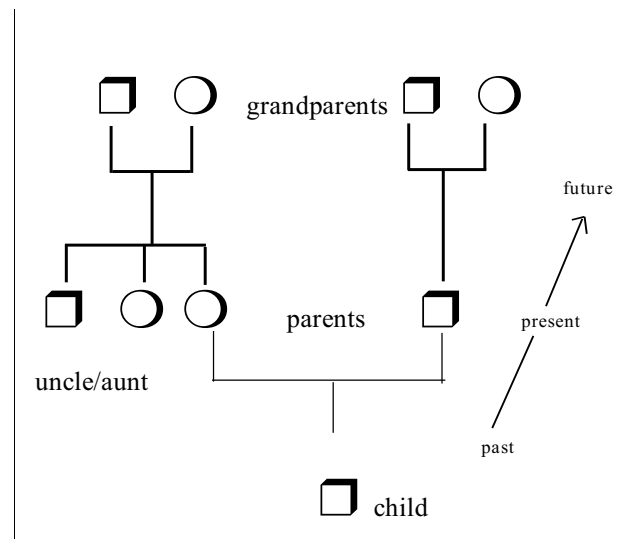 grandparents
future
parents
present
uncle/aunt
past
child